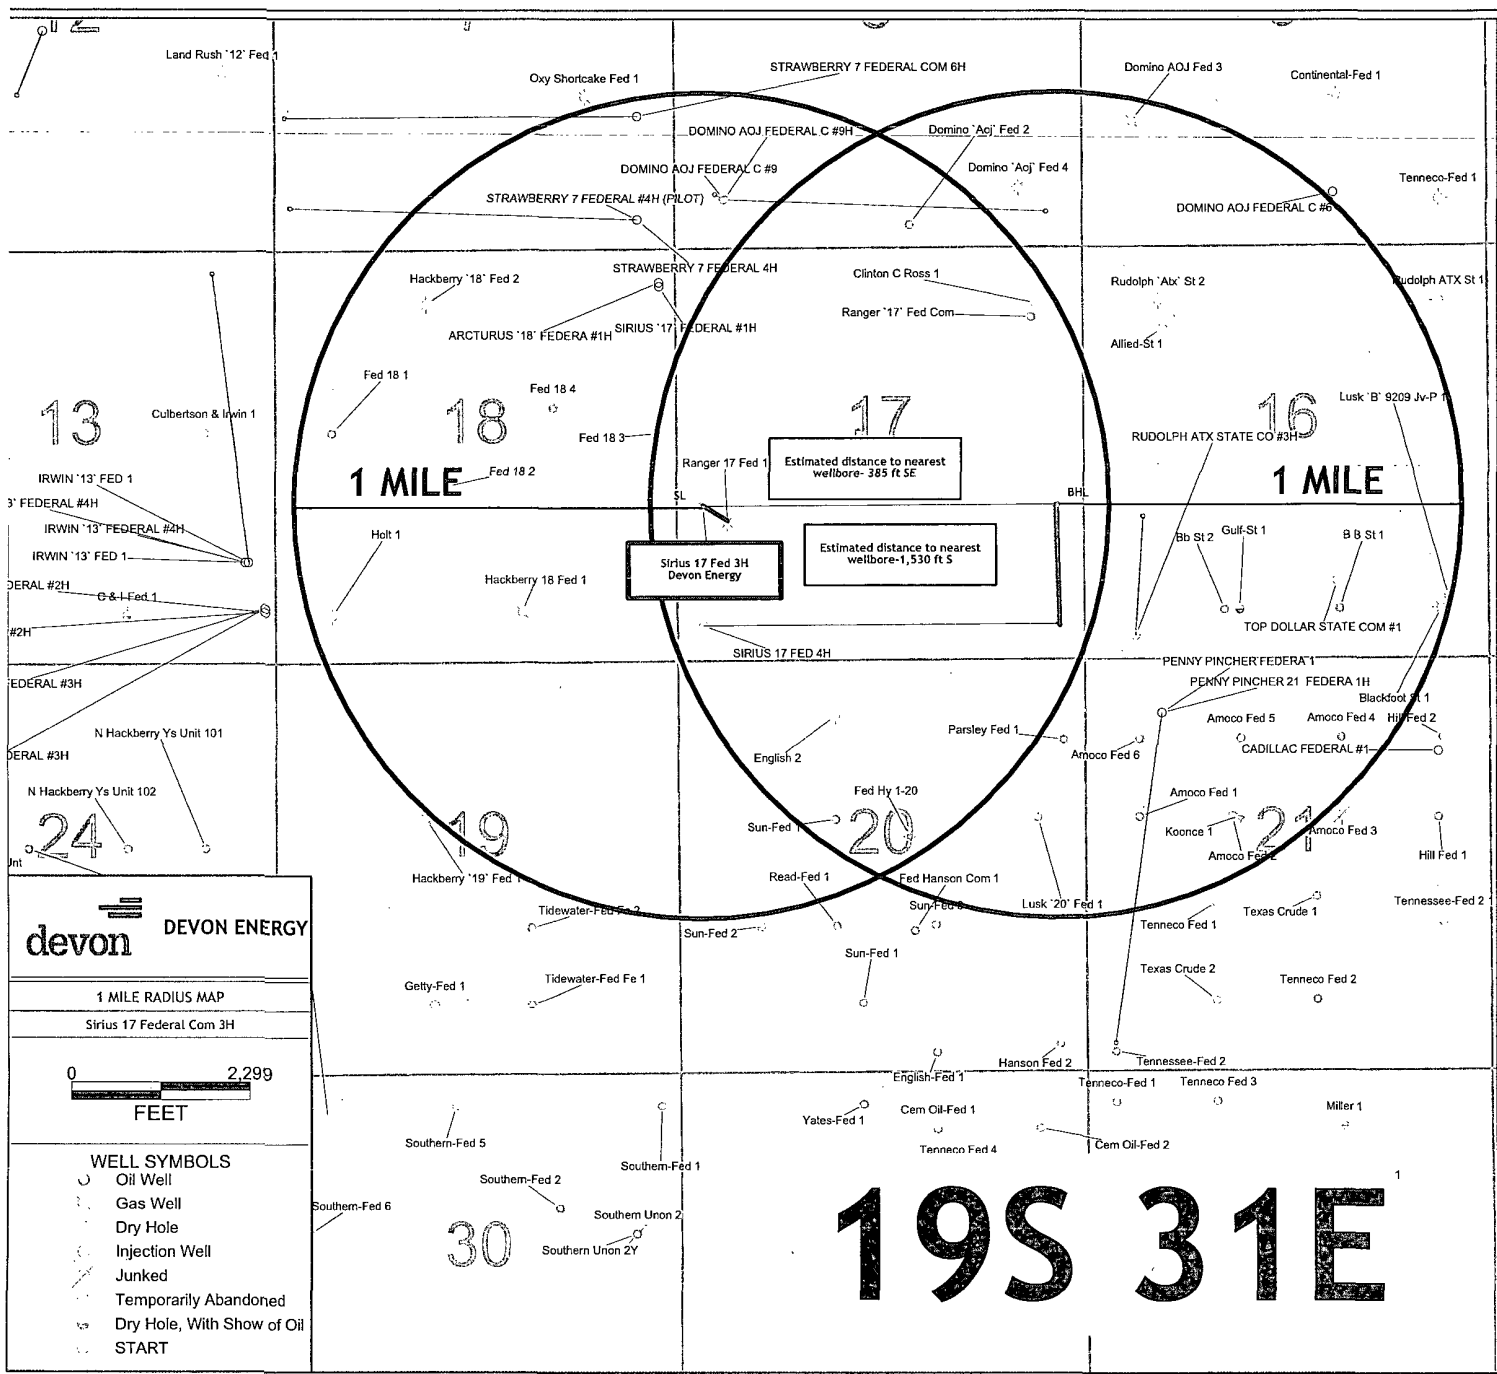 Land Rush '12' Fed 1
Oxy Shortcake Fed 1
STRAWBERRY 7 FEDERAL COM 6H
Domino AOJ Fed 3
Continental-Fed 1
DOMINO AOJ FEDERAL C #9H
Domino 'Aoj' Fed 2
DOMINO AOJ FEDERAL C #9
Domino 'Aoj' Fed 4
Tenneco-Fed 1
STRAWBERRY 7 FEDERAL #4H (PILOT)
DOMINO AOJ FEDERAL C #6
STRAWBERRY 7 FEDERAL 4H
Hackberry '18' Fed 2
Clinton C Ross 1
Rudolph 'Atx' St 2
Rudolph ATX St 1
Ranger '17' Fed Com
ARCTURUS '18' FEDERA #1H
SIRIUS '17' FEDERAL #1H
Allied-St 1
Fed 18 1
Fed 18 4
Lusk 'B' 9209 Jv-P 1
13
Culbertson & Irwin 1
18
17
16
Fed 18 3
RUDOLPH ATX STATE CO #3H
Ranger 17 Fed 1
Estimated distance to nearest
wellbore- 385 ft SE
IRWIN '13' FED 1
1 MILE
Fed 18 2
1 MILE
3' FEDERAL #4H
SL
BHL
IRWIN '13' FEDERAL #4H
Holt 1
Bb St 2
Gulf-St 1
B B St 1
IRWIN '13' FED 1
Estimated distance to nearest
wellbore-1,530 ft S
Sirius 17 Fed 3H
Devon Energy
DERAL #2H
C & I Fed 1
Hackberry 18 Fed 1
#2H
TOP DOLLAR STATE COM #1
SIRIUS 17 FED 4H
PENNY PINCHER FEDERA 1
EDERAL #3H
PENNY PINCHER 21 FEDERA 1H
Blackfoot St 1
N Hackberry Ys Unit 101
Parsley Fed 1
Amoco Fed 5
Amoco Fed 4
Hill Fed 2
DERAL #3H
English 2
Amoco Fed 6
CADILLAC FEDERAL #1
N Hackberry Ys Unit 102
Fed Hy 1-20
Amoco Fed 1
24
19
Sun-Fed 1
20
Koonce 1
21
Amoco Fed 3
Unt
Amoco Fed 2
Hill Fed 1
Hackberry '19' Fed 1
Read-Fed 1
Fed Hanson Com 1
Lusk '20' Fed 1
Tennessee-Fed 2
Tidewater-Fed Fe 2
Texas Crude 1
Sun-Fed 2
Tenneco Fed 1
devon
DEVON ENERGY
Sun-Fed 1
Texas Crude 2
Tenneco Fed 2
Getty-Fed 1
Tidewater-Fed Fe 1
1 MILE RADIUS MAP
Sirius 17 Federal Com 3H
0
2,299
FEET
English-Fed 1
Hanson Fed 2
Tennessee-Fed 2
Tenneco-Fed 1
Tenneco Fed 3
Yates-Fed 1
Cem Oil-Fed 1
Miller 1
Southern-Fed 5
Tenneco Fed 4
Cem Oil-Fed 2
Southern-Fed 1
WELL SYMBOLS
Oil Well
Gas Well
Dry Hole
Injection Well
Junked
Temporarily Abandoned
Dry Hole, With Show of Oil
START
Southern-Fed 2
Southern-Fed 6
Southern Unon 2
30
Southern Unon 2Y
1
19S 31E